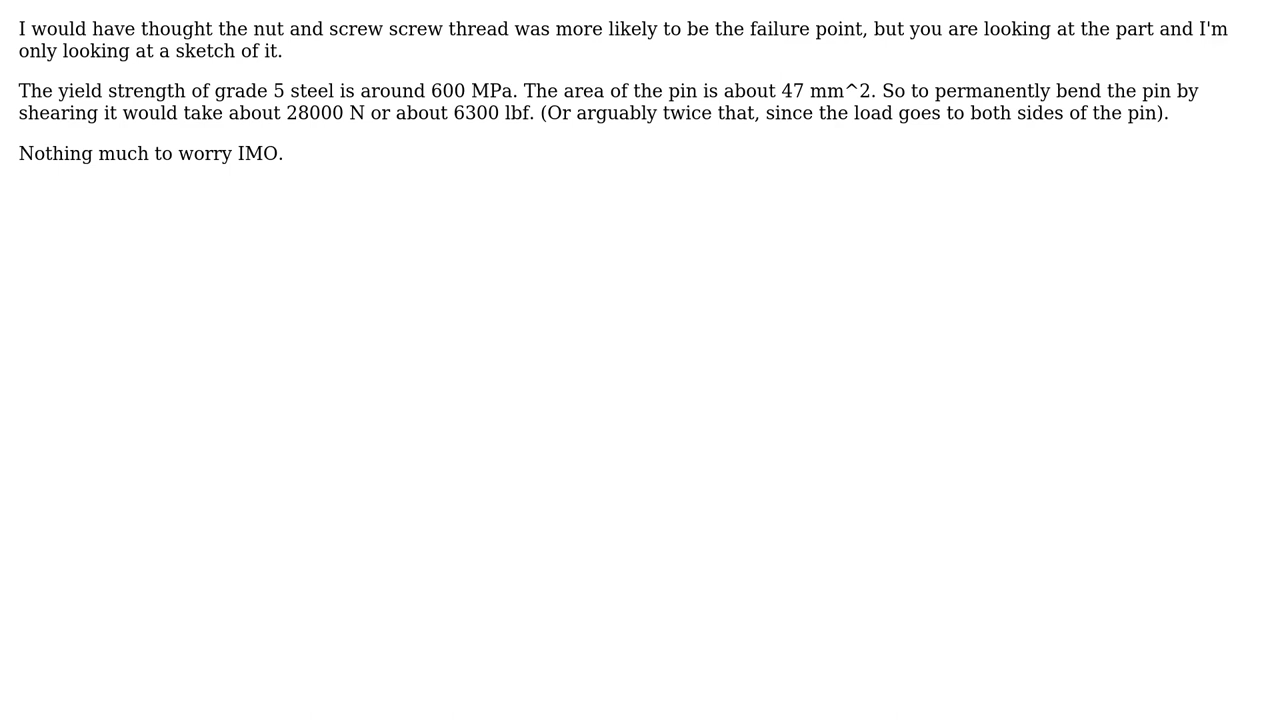 I would have thought the nut and screw screw thread was more likely to be the failure point, but you are looking at the part and I'm
only looking at a sketch of it.
The yield strength of grade 5 steel is around 600 MPa. The area of the pin is about 47 mm^2. So to permanently bend the pin by
shearing it would take about 28000 N or about 6300 lbf. (Or arguably twice that, since the load goes to both sides of the pin).
Nothing much to worry IMO.